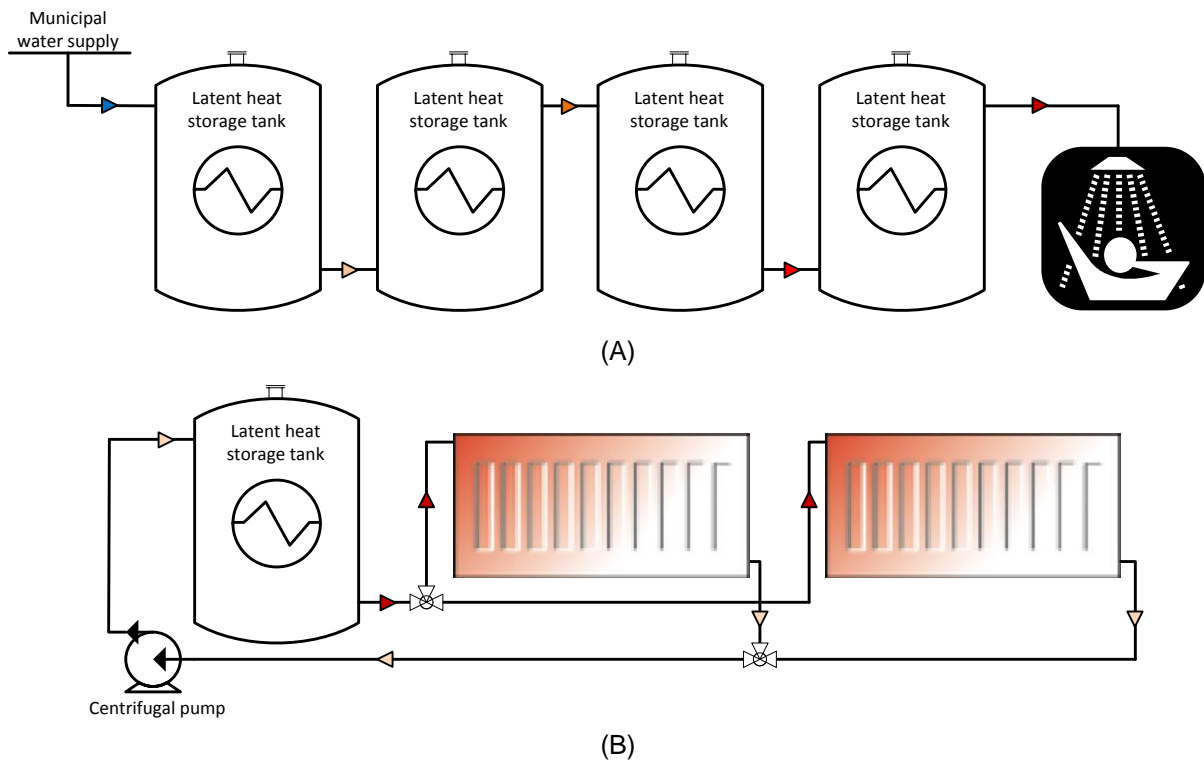 Municipal
water supply
Latent heat
storage tank
Latent heat
storage tank
Latent heat
storage tank
Latent heat
storage tank
(A)
Latent heat
storage tank
Centrifugal pump
(B)